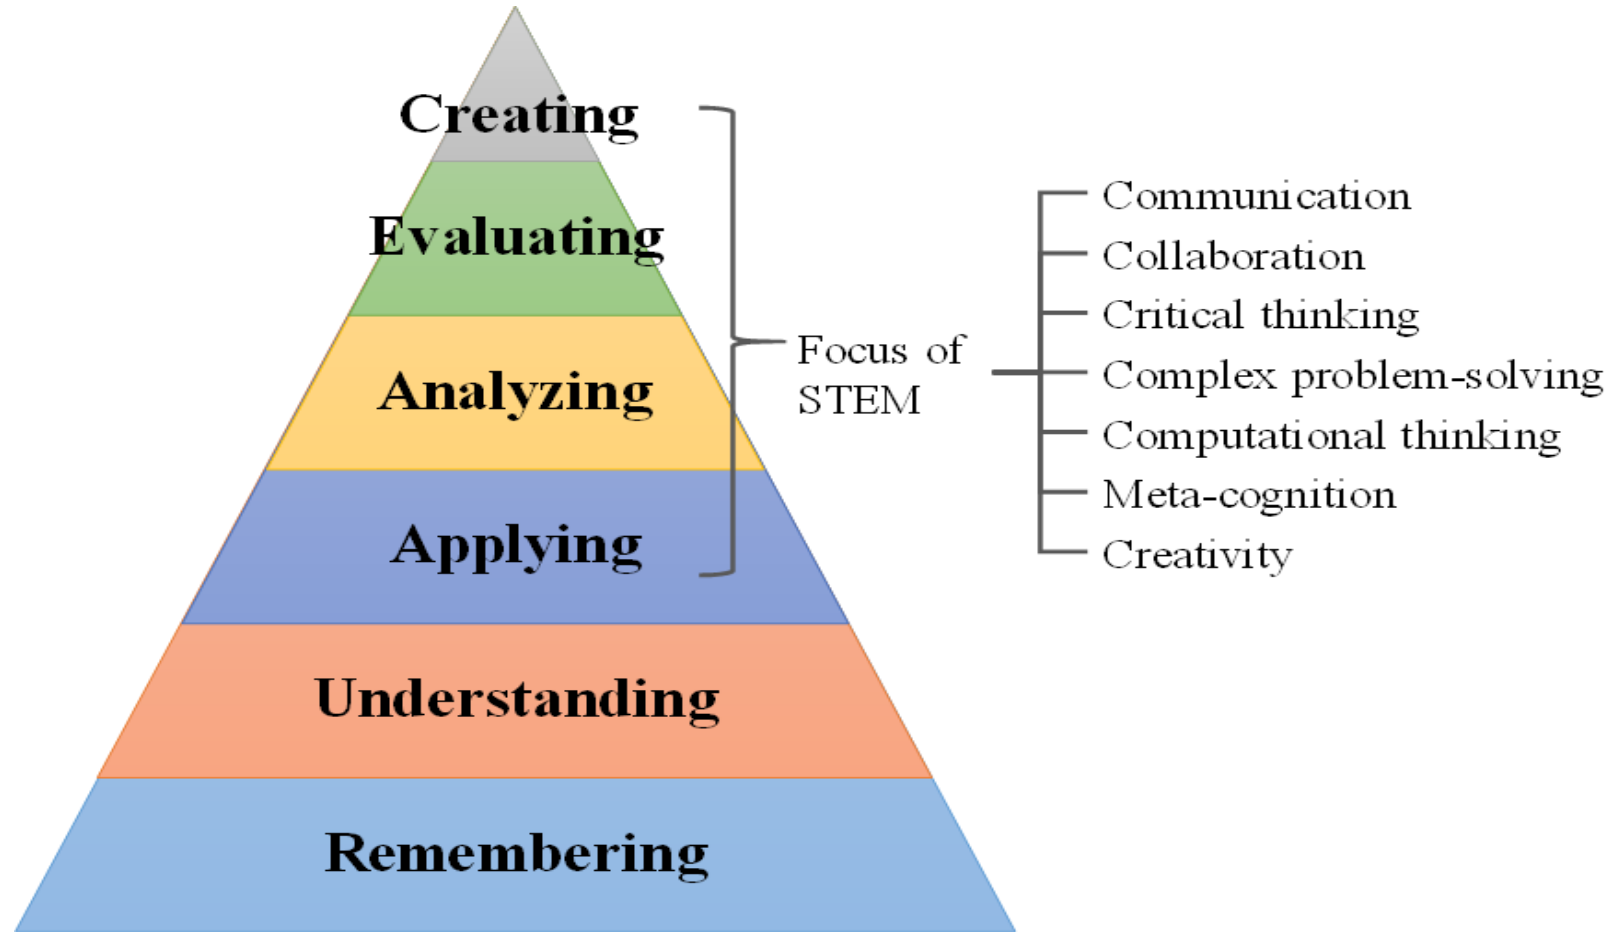 Creating
Evaluating
Analyzing
Applying
Understanding
Remembering
Focus of
STEM
Communication
Collaboration
Critical thinking
Complex problem-solving
Computational thinking
Meta-cognition
Creativity